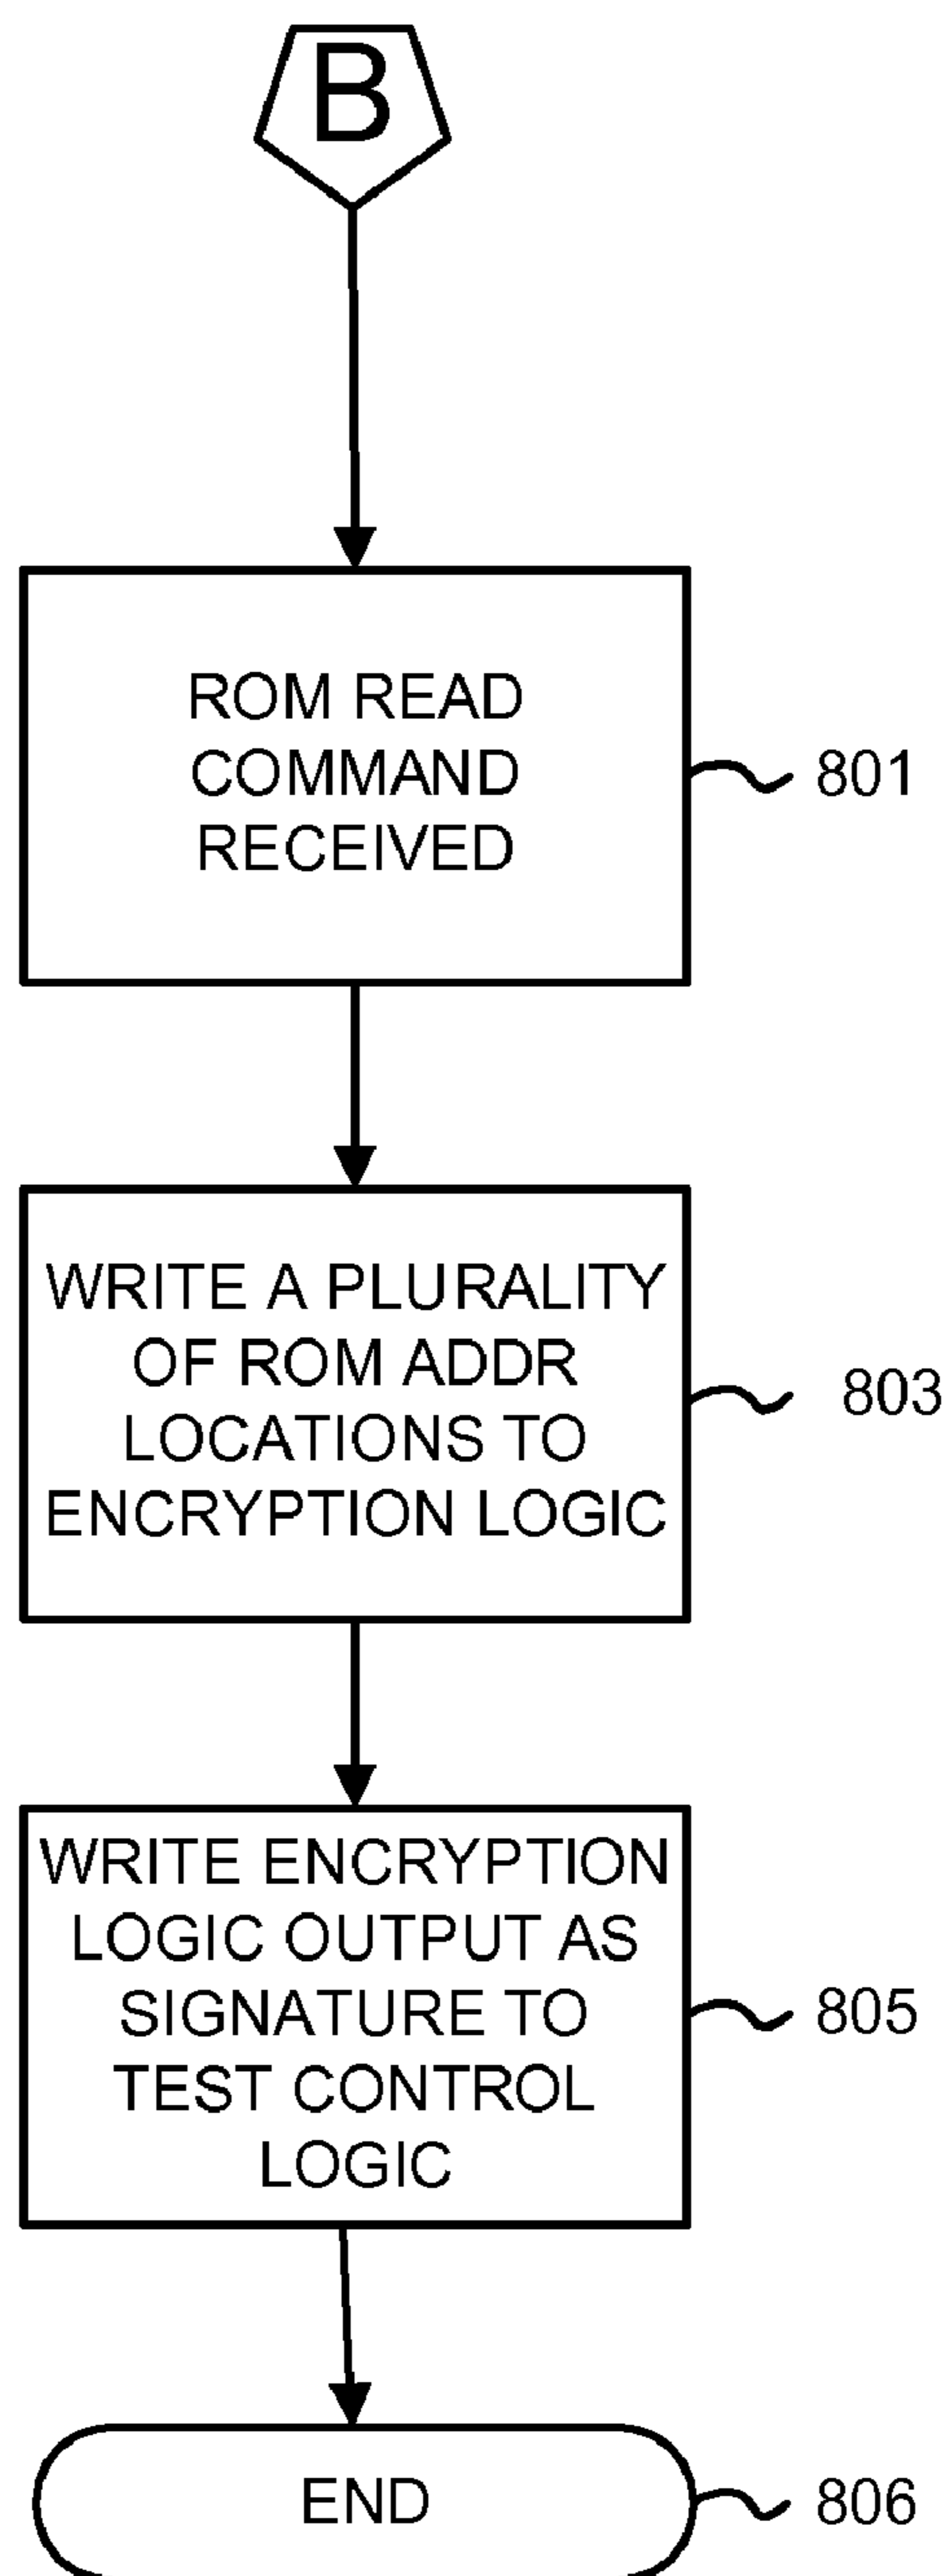 B
ROM READ
COMMAND
RECEIVED
801
WRITE A PLURALITY
OF ROM ADDR
LOCATIONS TO
ENCRYPTION LOGIC
803
WRITE ENCRYPTION
LOGIC OUTPUT AS
SIGNATURE TO
TEST CONTROL
LOGIC
805
END
806